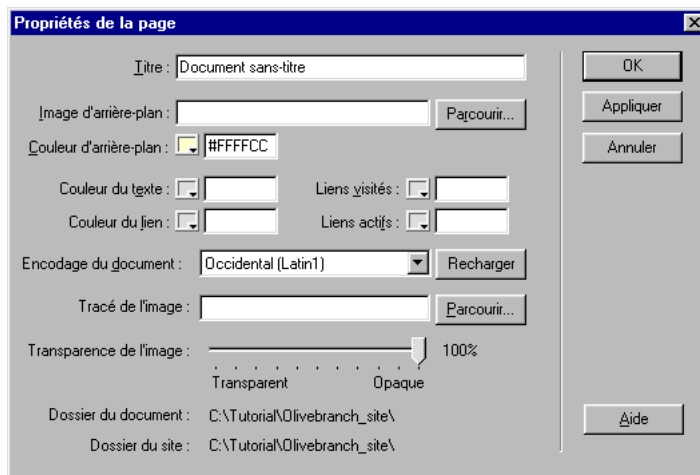 Propriétés de la page
Titre : Document sans-titre
OK
Image d'arrière-plan :
Parcourir...
Appliquer
Couleur d'arrière-plan : #FFFFCC
Annuler
Couleur du texte :
Liens visités :
Couleur du lien :
Liens actifs :
Encodage du document : Occidental (Latin1)
Recharger
Tracé de l'image :
Parcourir...
Transparence de l'image :
100%
Transparent
Opaque
Dossier du document : C:\Tutorial\Olivebranch_site\
Aide
Dossier du site : C:\Tutorial\Olivebranch_site\